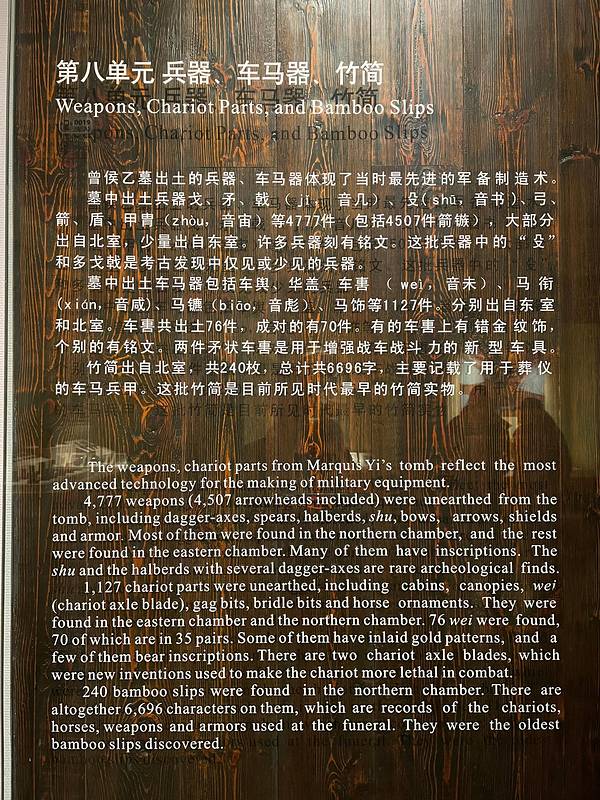 第八单元 兵器、车马器、竹简
Weapons, Chariot Parts, and Bamboo Slips
曾侯乙墓出土的兵器、车马器体现了当时最先进的军备制造术。
墓中出土兵器戈、矛、戟（jǐ，音几）、殳（shū，音书）、弓、
箭、盾、甲胄（zhòu，音宙）等4777件（包括4507件箭镞），大部分
出自北室，少量出自东室。许多兵器刻有铭文。这批兵器中的“殳”
和多戈戟是考古发现中仅见或少见的兵器。
墓中出土车马器包括车舆、华盖、车軎（wèi，音未）、马衔
(xián，音咸)、马镳（biāo，音彪）、马饰等1127件。分别出自东室
和北室。车軎共出土76件，成对的有70件。有的车軎上有错金纹饰，
个别的有铭文。两件矛状车軎是用于增强战车战斗力的新型车具。
竹简出自北室，共240枚，总计共6696字，主要记载了用于葬仪
的车马兵甲。这批竹简是目前所见时代最早的竹简实物。
The weapons, chariot parts from Marquis Yi's tomb reflect the most
advanced technology for the making of military equipment.
4,777 weapons (4,507 arrowheads included) were unearthed from the
tomb, including dagger-axes, spears, halberds, shu, bows, arrows, shields
and armor. Most of them were found in the northern chamber, and the rest
were found in the eastern chamber. Many of them have inscriptions. The
shu and the halberds with several dagger-axes are rare archeological finds.
1,127 chariot parts were unearthed, including cabins, canopies, wei
(chariot axle blade), gag bits, bridle bits and horse ornaments. They were
found in the eastern chamber and the northern chamber. 76 wei were found,
70 of which are in 35 pairs. Some of them have inlaid gold patterns, and a
few of them bear inscriptions. There are two chariot axle blades, which
were new inventions used to make the chariot more lethal in combat.
240 bamboo slips were found in the northern chamber. There are
altogether 6,696 characters on them, which are records of the chariots,
horses, weapons and armors used at the funeral. They were the oldest
bamboo slips discovered.